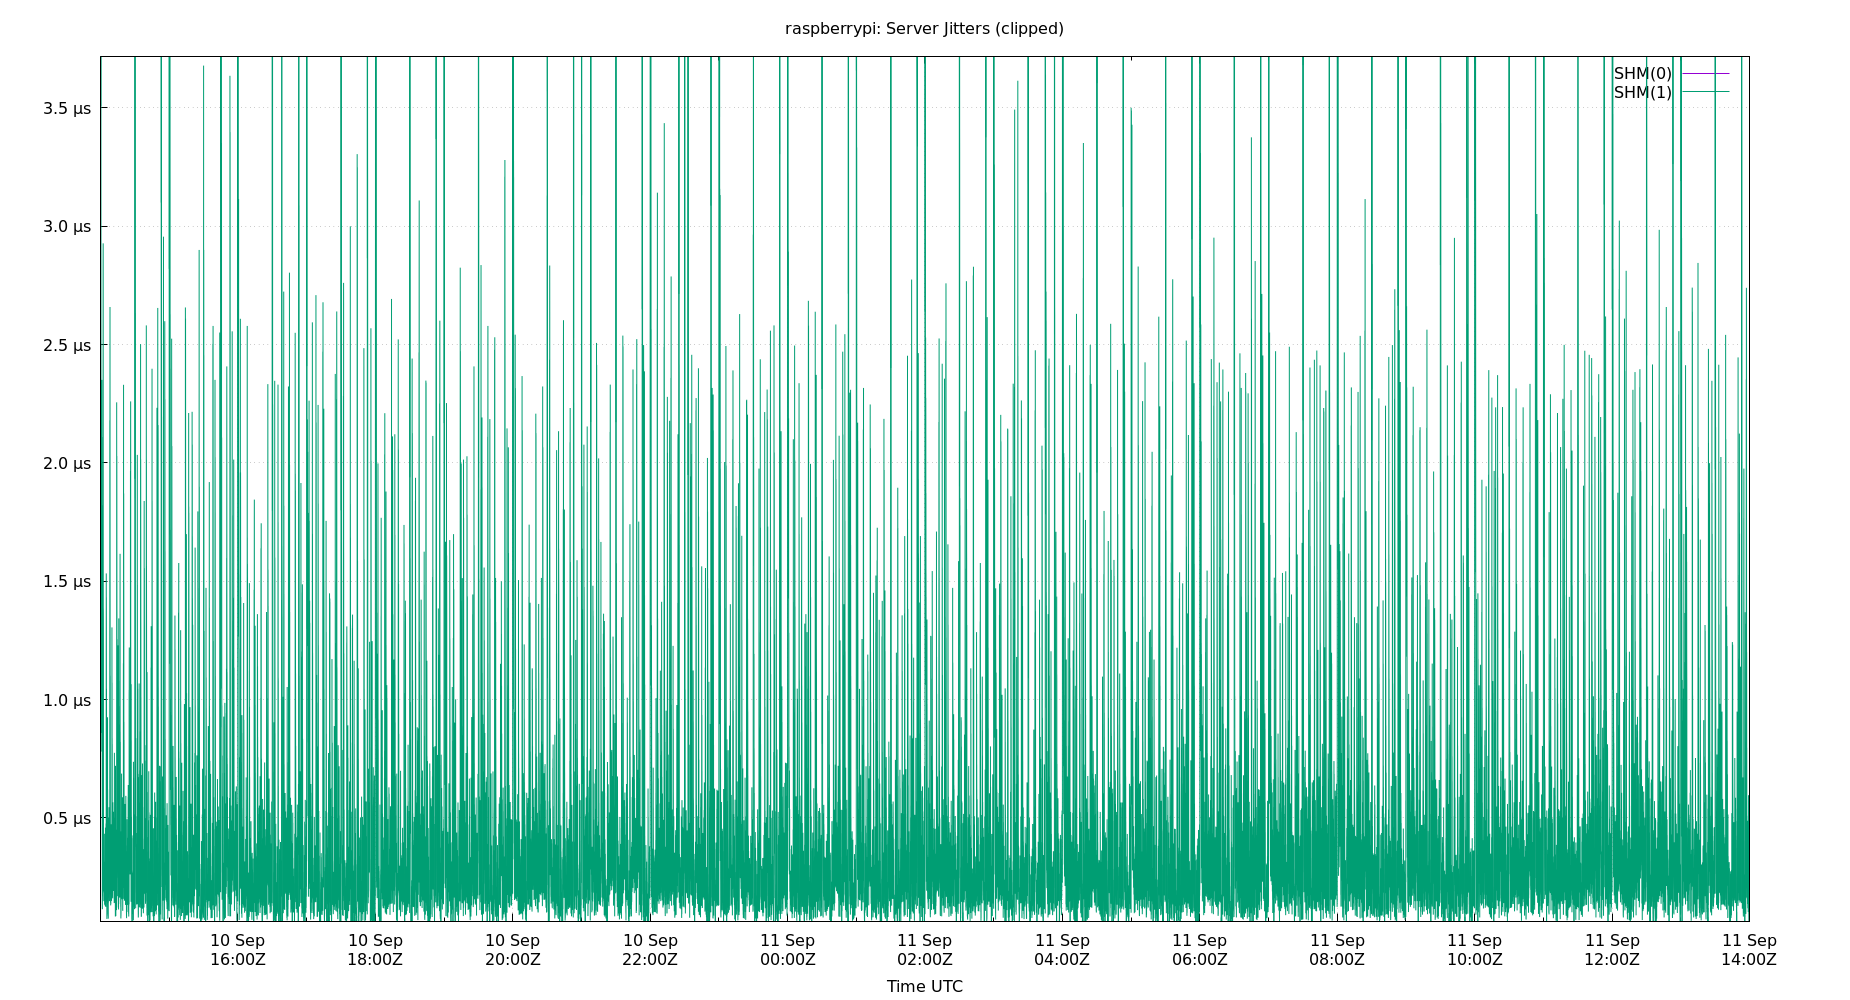 raspberrypi: Server Jitters (clipped)
SHM(0)
SHM(1)
3.5 µs
3.0 µs
2.5 µs
2.0 µs
1.5 µs
1.0 µs
0.5 µs
10 Sep 10 Sep 10 Sep 10 Sep 11 Sep 11 Sep 11 Sep 11 Sep 11 Sep 11 Sep 11 Sep 11 Sep
16:00Z 18:00Z 20:00Z 22:00Z 00:00Z 02:00Z 04:00Z 06:00Z 08:00Z 10:00Z 12:00Z 14:00Z
Time UTC